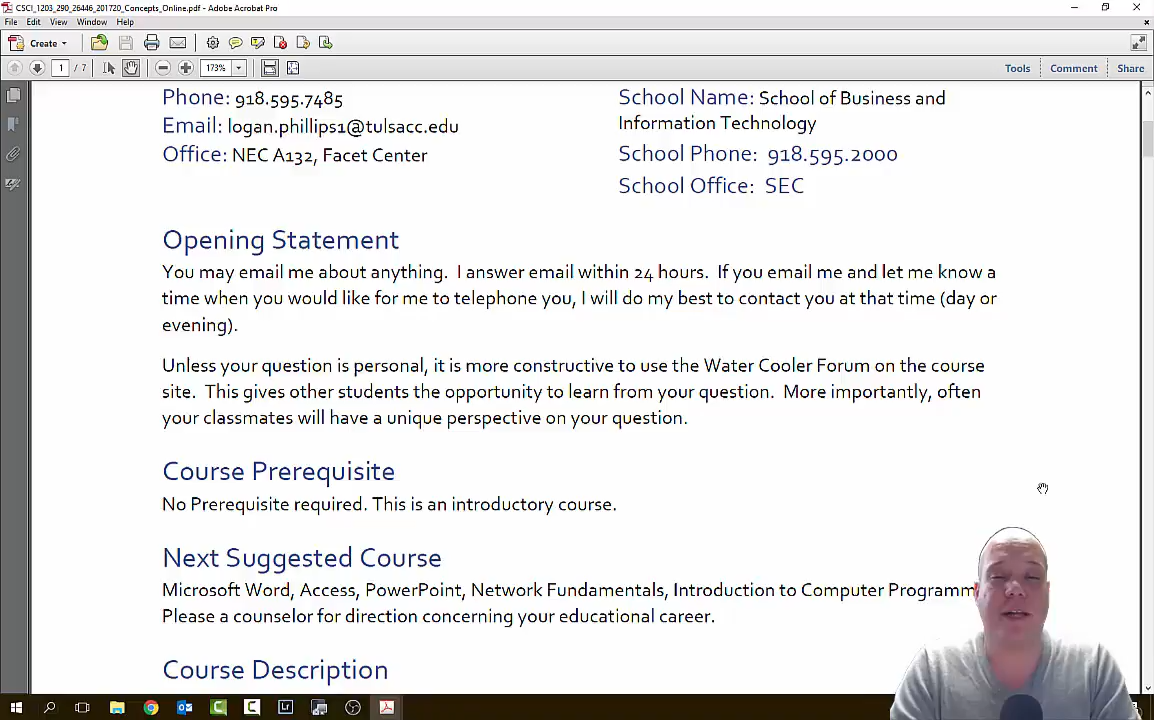 CSCI_1203_290_26446_201720_Concepts_Online.pdf - Adobe Acrobat Pro
File Edit View Window Help
Create
1 / 7 173% Tools Comment Share
Phone: 918.595.7485
Email: logan.phillips1@tulsacc.edu
Office: NEC A132, Facet Center
School Name: School of Business and
Information Technology
School Phone: 918.595.2000
School Office: SEC
Opening Statement
You may email me about anything. I answer email within 24 hours. If you email me and let me know a
time when you would like for me to telephone you, I will do my best to contact you at that time (day or
evening).
Unless your question is personal, it is more constructive to use the Water Cooler Forum on the course
site. This gives other students the opportunity to learn from your question. More importantly, often
your classmates will have a unique perspective on your question.
Course Prerequisite
No Prerequisite required. This is an introductory course.
Next Suggested Course
Microsoft Word, Access, PowerPoint, Network Fundamentals, Introduction to Computer Programm
Please a counselor for direction concerning your educational career.
Course Description